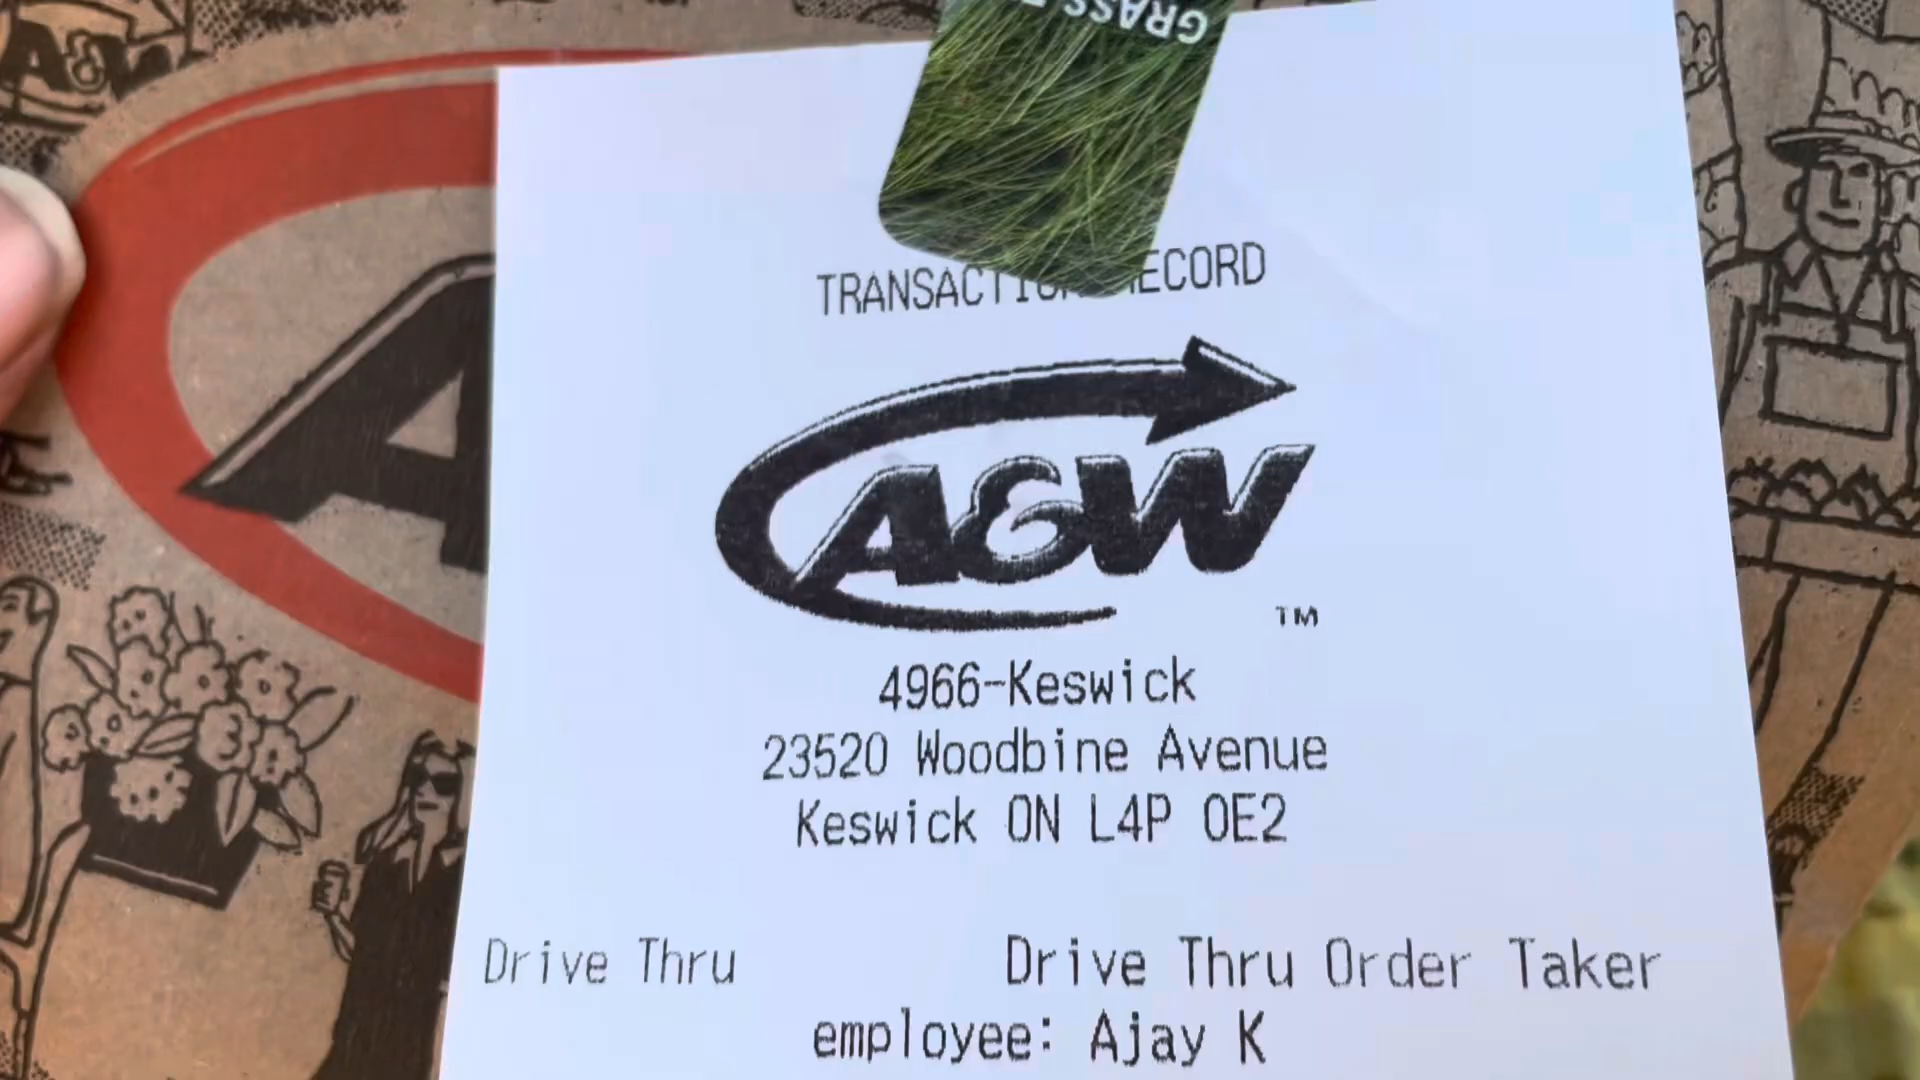 A&W
GRASS
TRANSACTION RECORD
A&W
TM
4966-Keswick
23520 Woodbine Avenue
Keswick ON L4P 0E2
Drive Thru Drive Thru Order Taker
employee: Ajay K